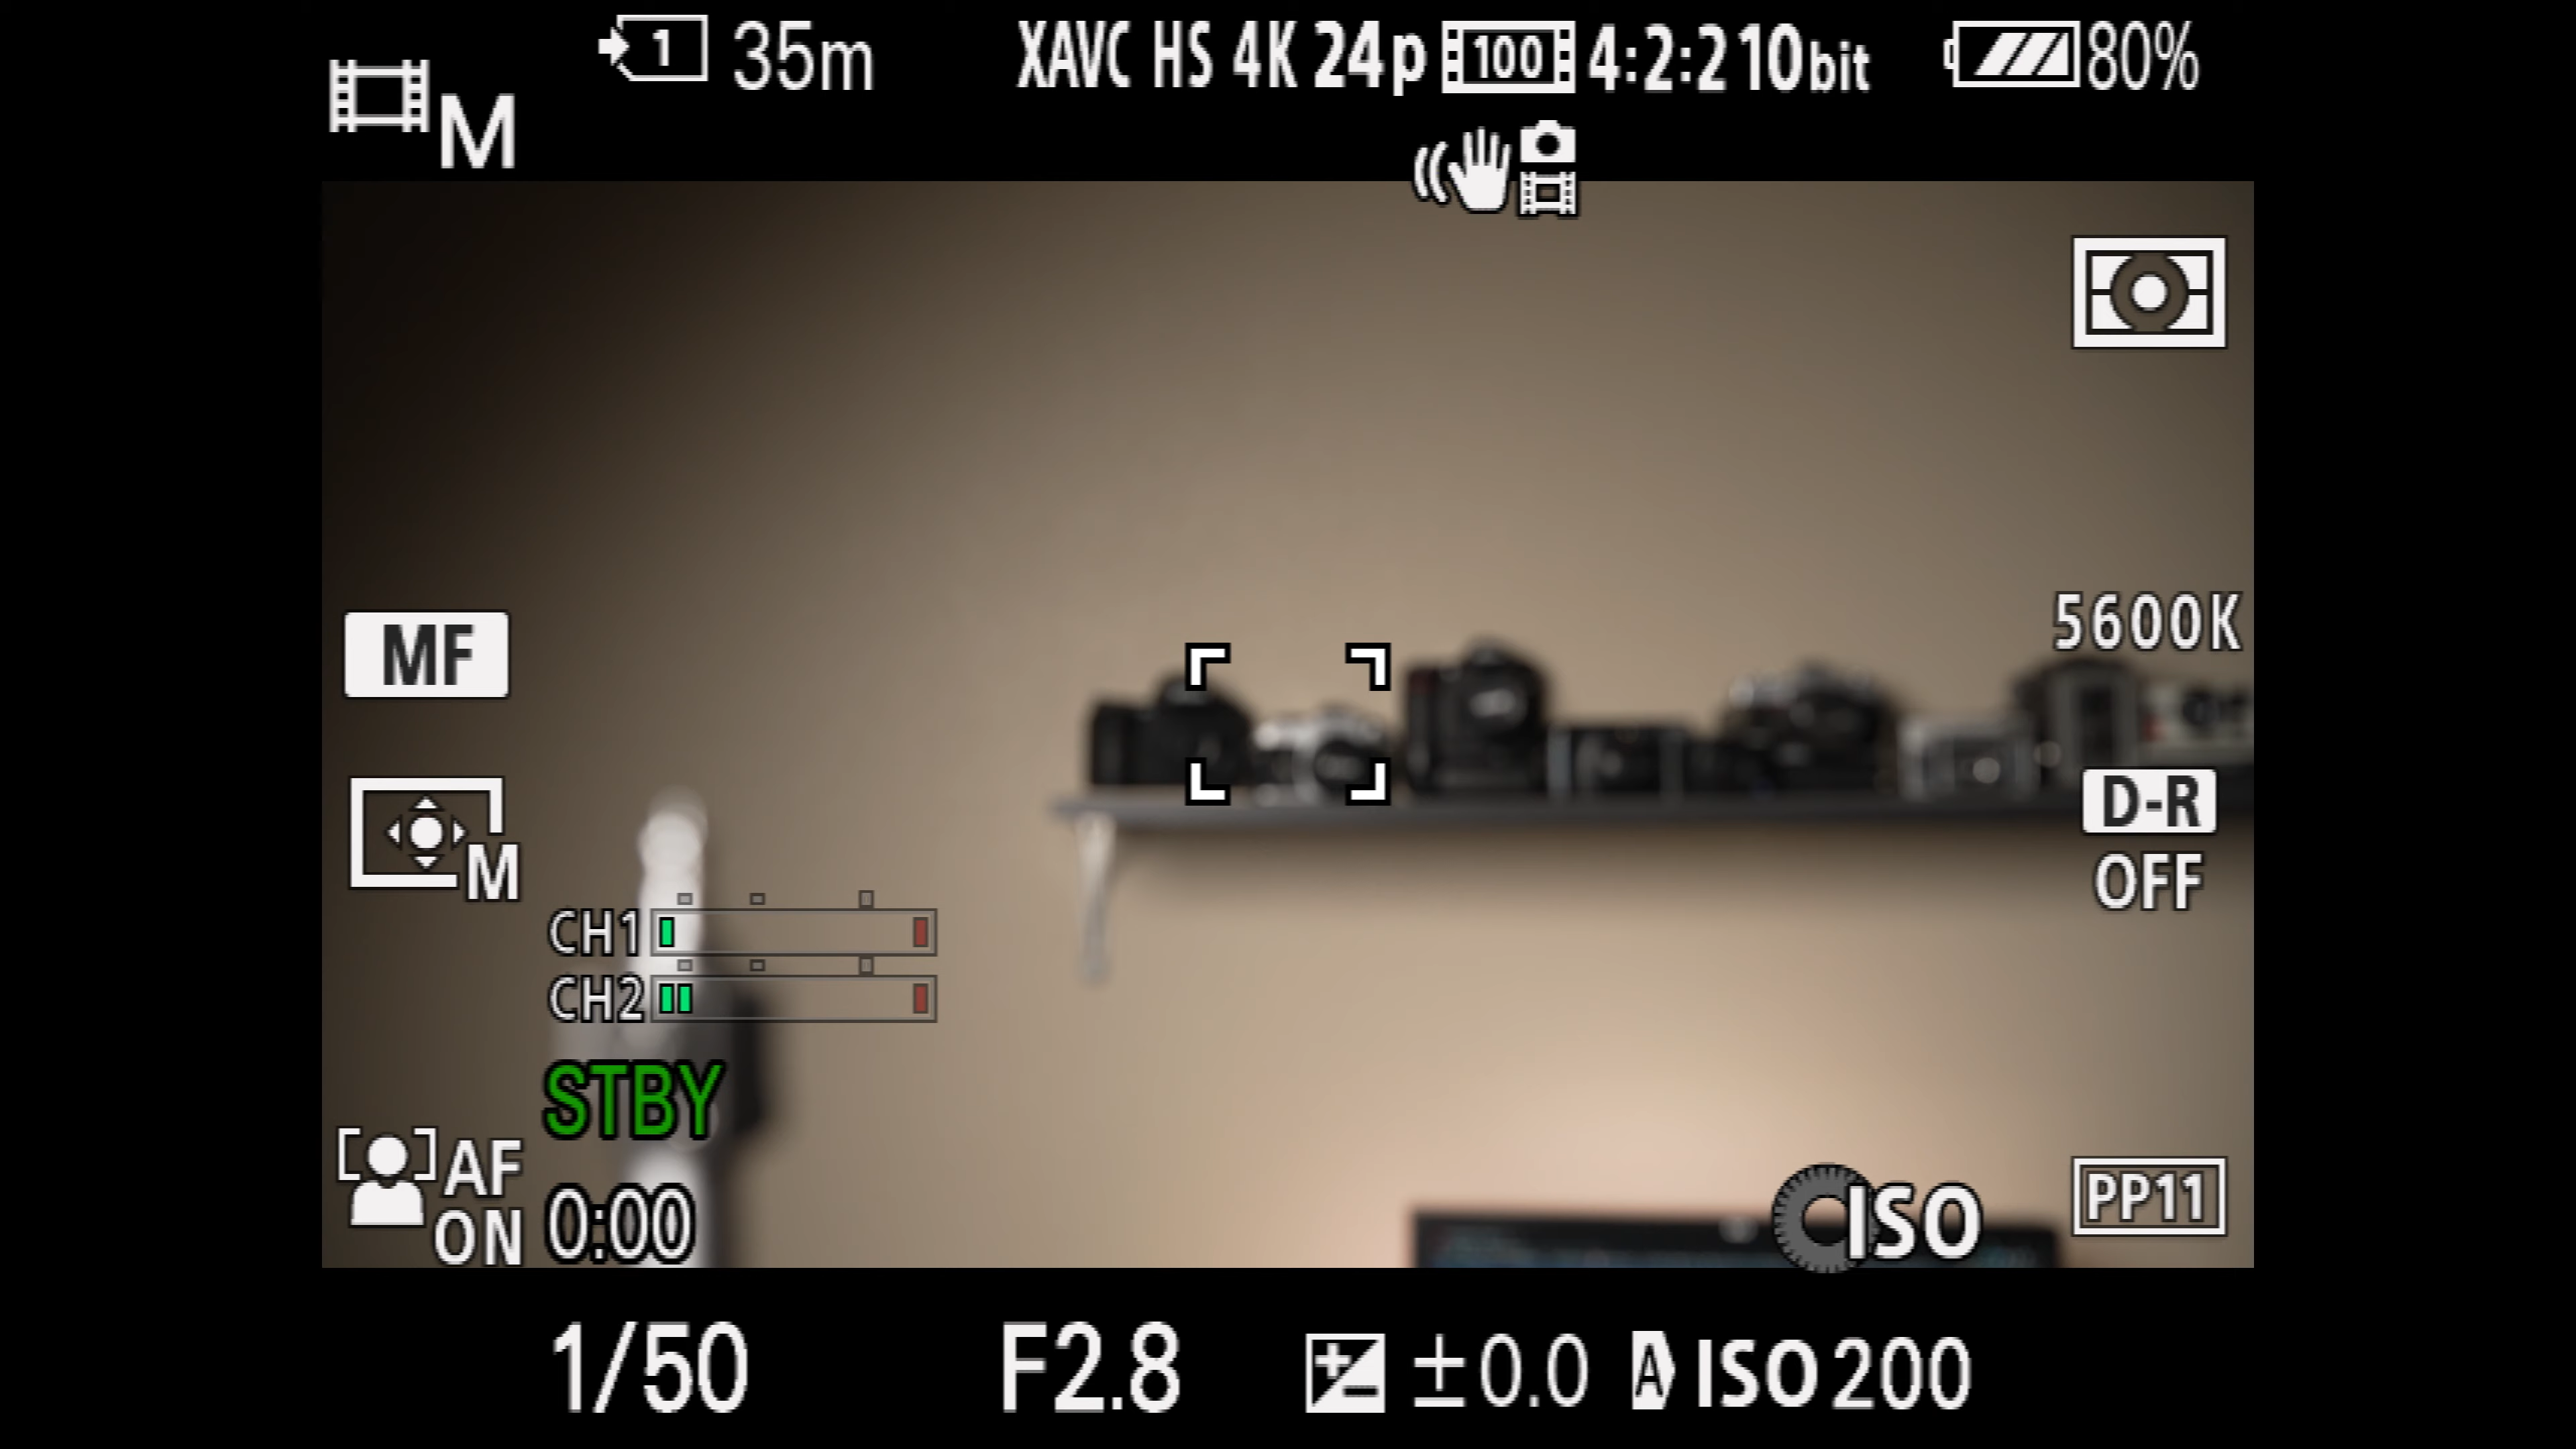 1 35m XAVC HS 4K 24p 100 4:2:2 10bit 80%
M
5600K
MF
D-R
OFF
M
CH1
CH2
STBY
AF
ON
0:00
ISO
PP11
1/50 F2.8 ±0.0 A ISO 200